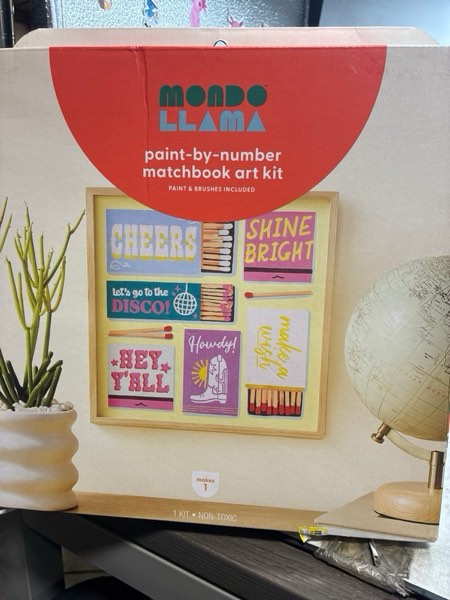 MONDO
LLAMA
paint-by-number
matchbook art kit
PAINT & BRUSHES INCLUDED
CHEERS
SHINE
BRIGHT
let's go to the
DISCO!
HEY
Y'ALL
Howdy!
make a
wish
makes
1
1 KIT • NON-TOXIC